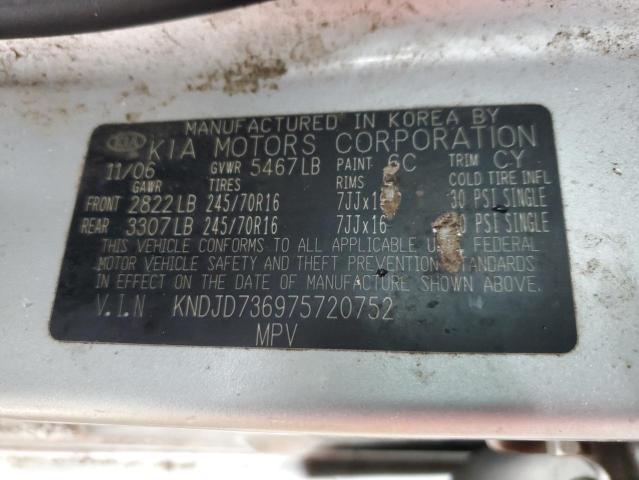 MANUFACTURED IN KOREA BY
KIA KIA MOTORS CORPORATION
11/06 GVWR 5467LB PAINT 6C TRIM CY
GAWR TIRES RIMS COLD TIRE INFL
FRONT 2822LB 245/70R16 7JJx1 30 PSI SINGLE
REAR 3307LB 245/70R16 7JJx16 0 PSI SINGLE
THIS VEHICLE CONFORMS TO ALL APPLICABLE U.S. FEDERAL
MOTOR VEHICLE SAFETY AND THEFT PREVENTION STANDARDS
IN EFFECT ON THE DATE OF MANUFACTURE SHOWN ABOVE.
V.I.N KNDJD736975720752
MPV